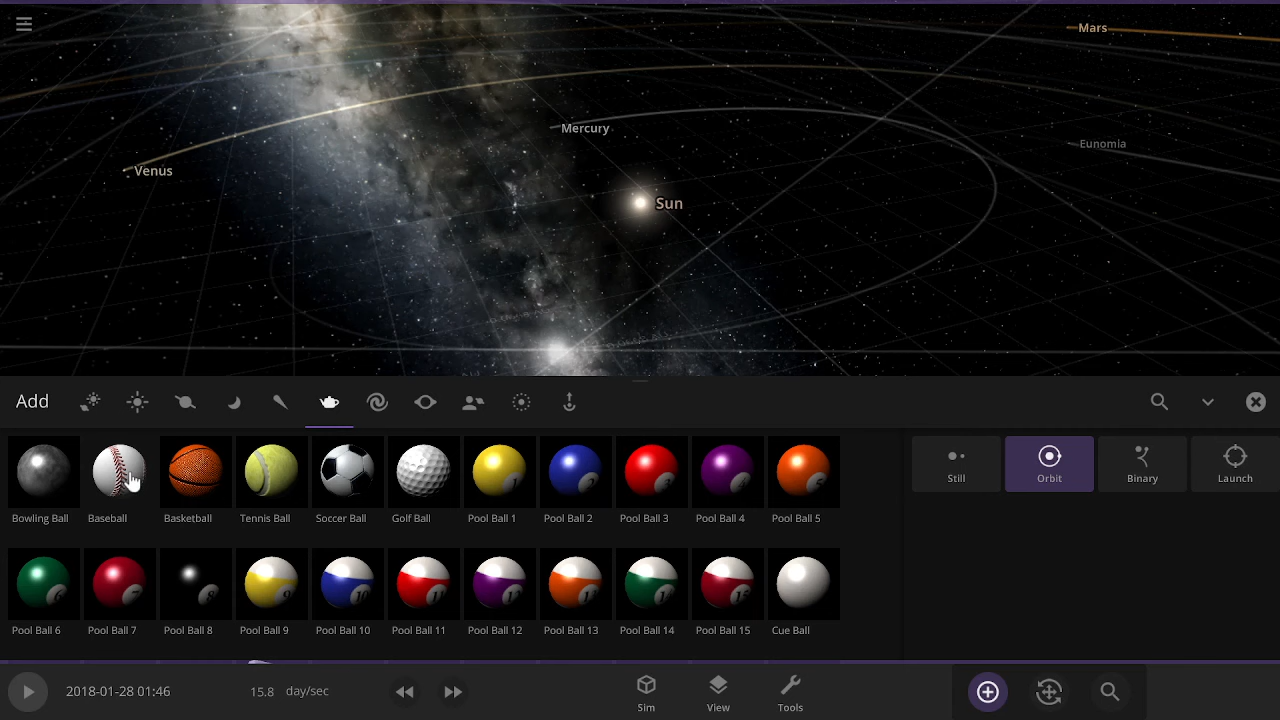 Mars
Mercury
Eunomia
Venus
Sun
Add
Still
Orbit
Binary
Launch
Bowling Ball
Baseball
Basketball
Tennis Ball
Soccer Ball
Golf Ball
Pool Ball 1
Pool Ball 2
Pool Ball 3
Pool Ball 4
Pool Ball 5
Pool Ball 6
Pool Ball 7
Pool Ball 8
Pool Ball 9
Pool Ball 10
Pool Ball 11
Pool Ball 12
Pool Ball 13
Pool Ball 14
Pool Ball 15
Cue Ball
2018-01-28 01:46
15.8 day/sec
Sim
View
Tools